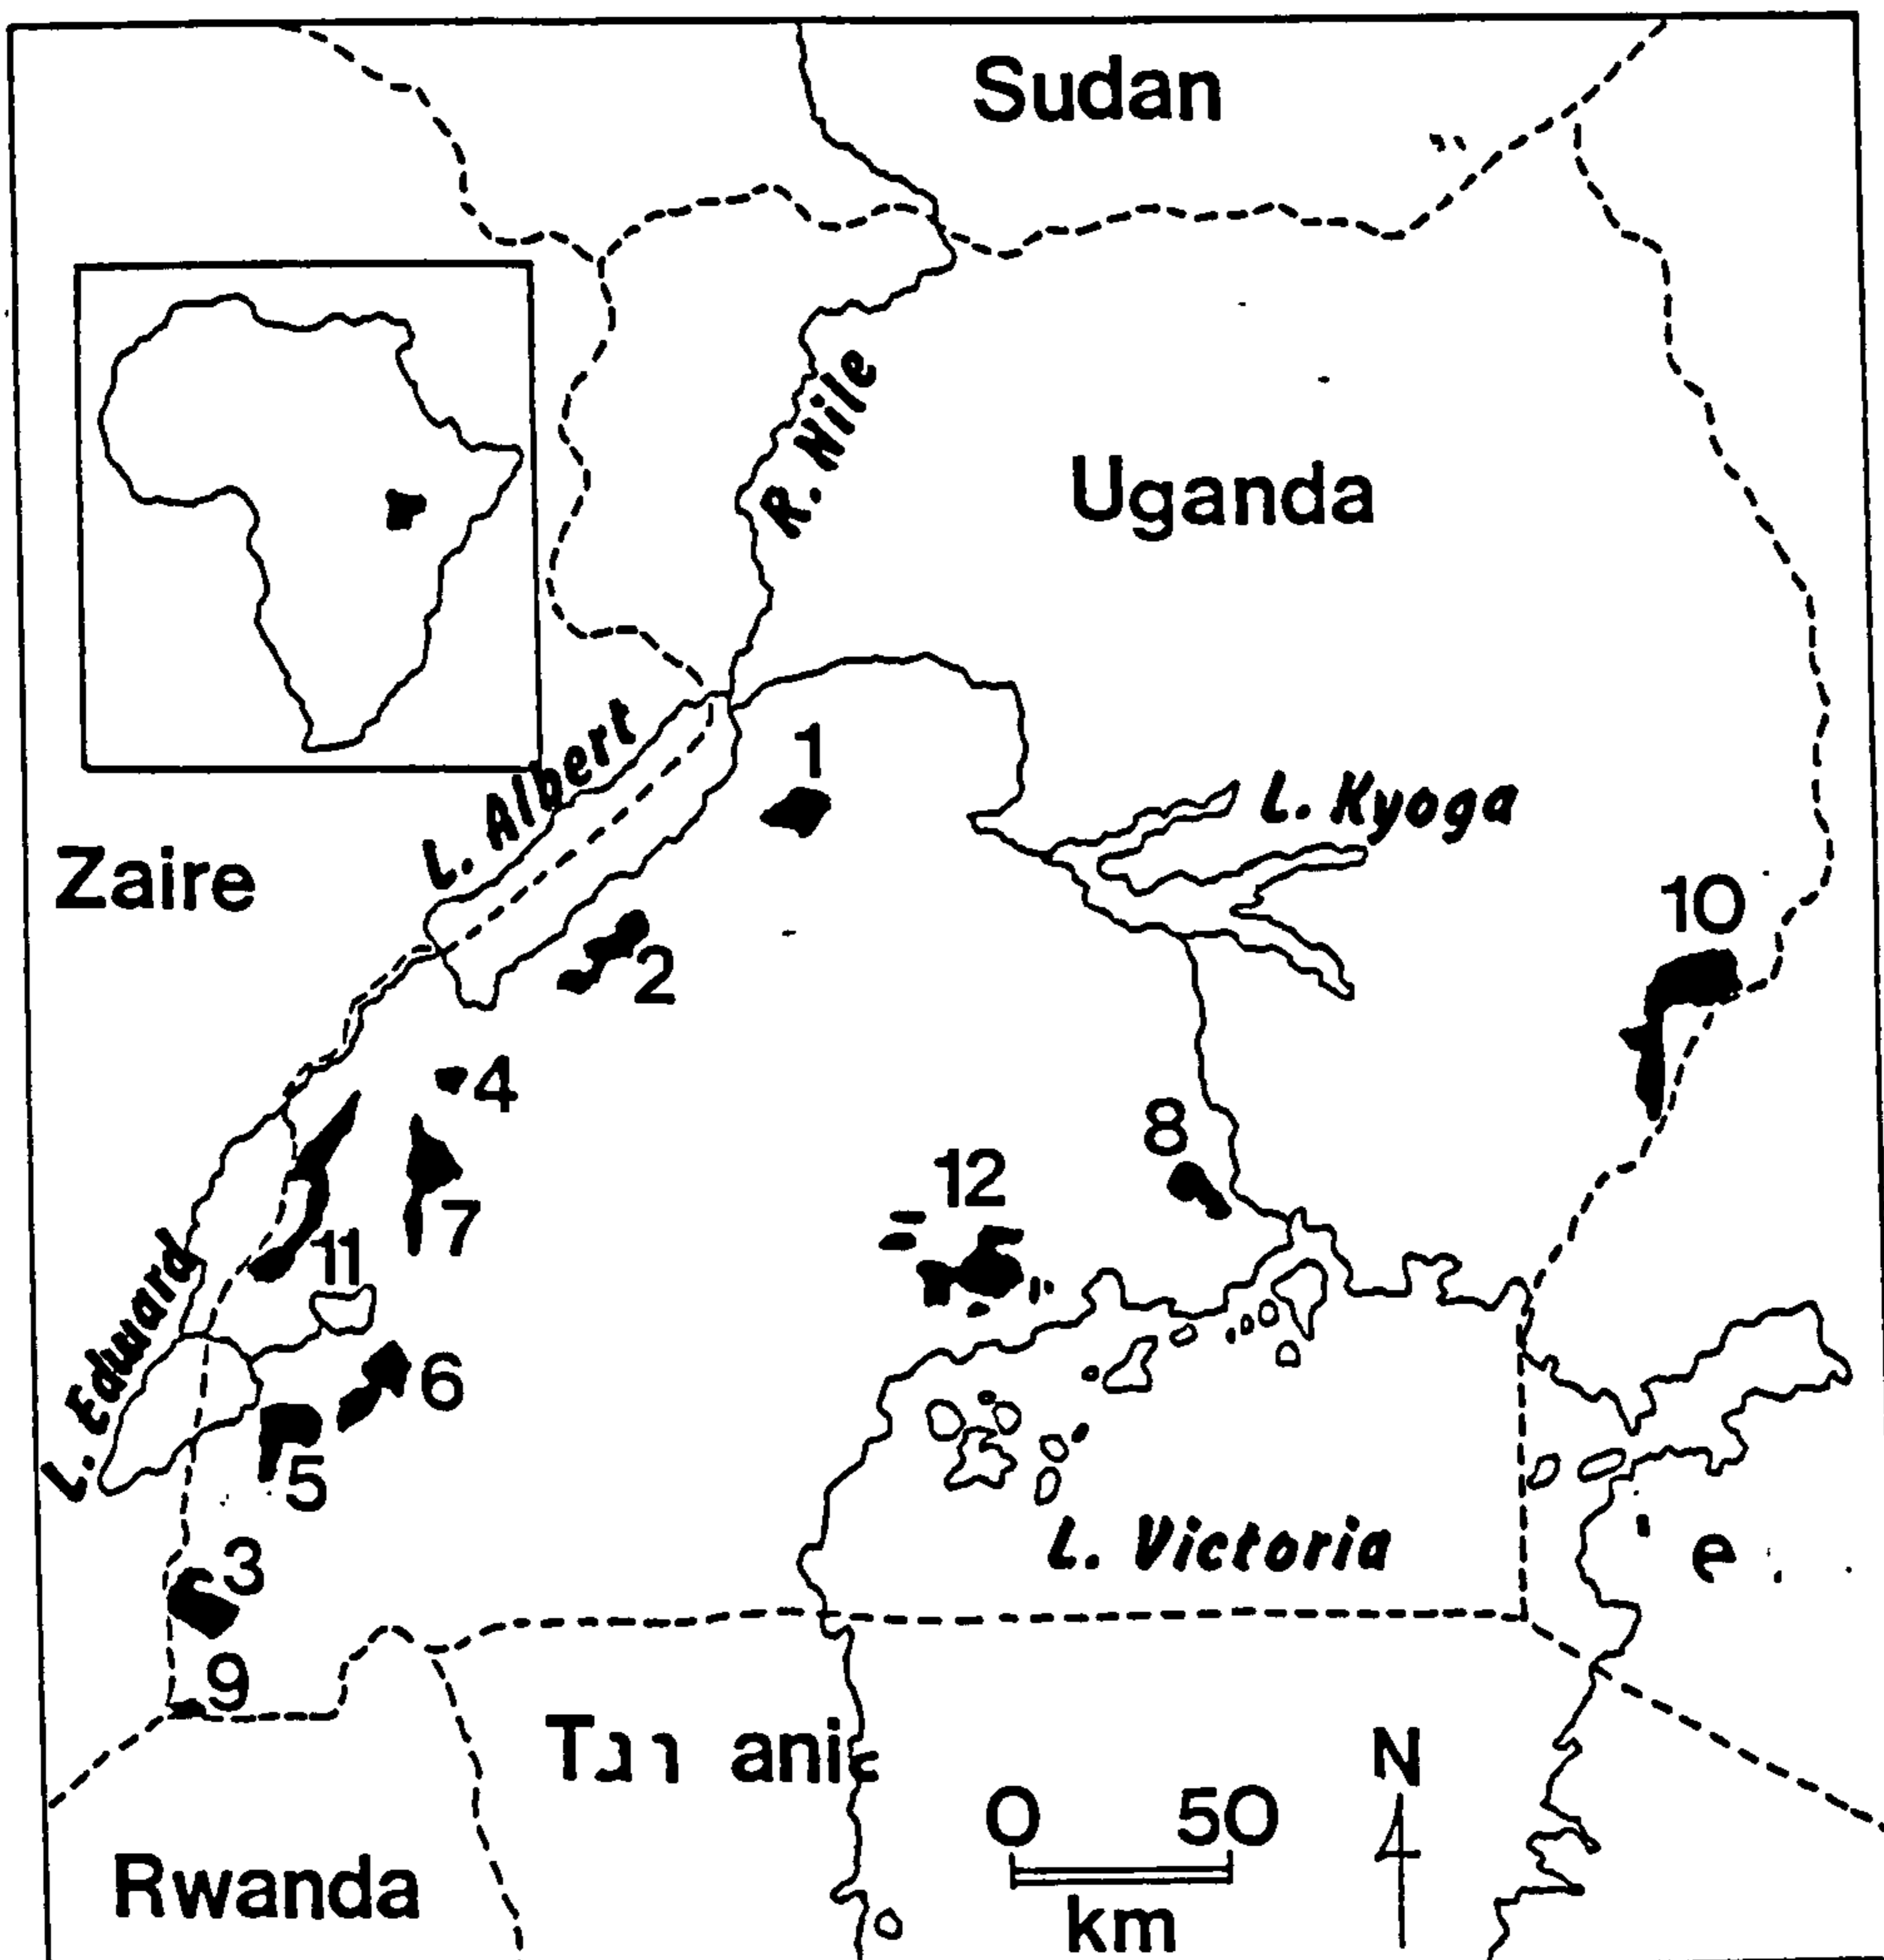 Sudan
R. Nile
Uganda
L. Albert
1
L. Kyoga
Zaire
10
2
4
8
12
7
11
L. Edward
6
5
L. Victoria
3
e
9
ani
N
0 50
km
Rwanda